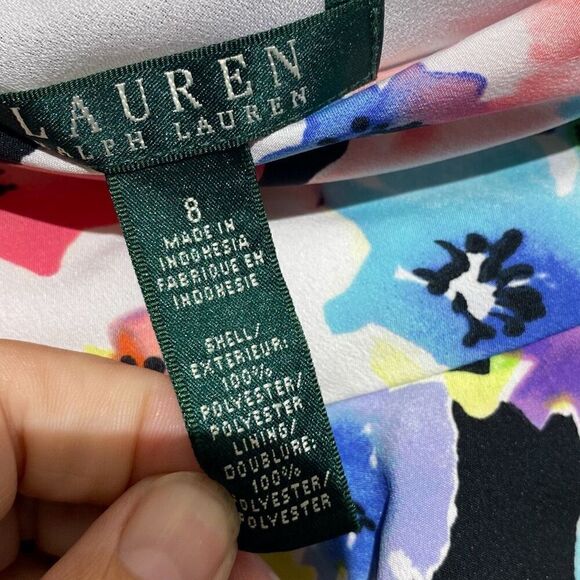 LAUREN
RALPH LAUREN
8
MADE IN
INDONESIA
FABRIQUE EN
INDONESIE
SHELL/
EXTERIEUR:
100%
POLYESTER/
POLYESTER
LINING/
DOUBLURE:
100%
POLYESTER/
POLYESTER